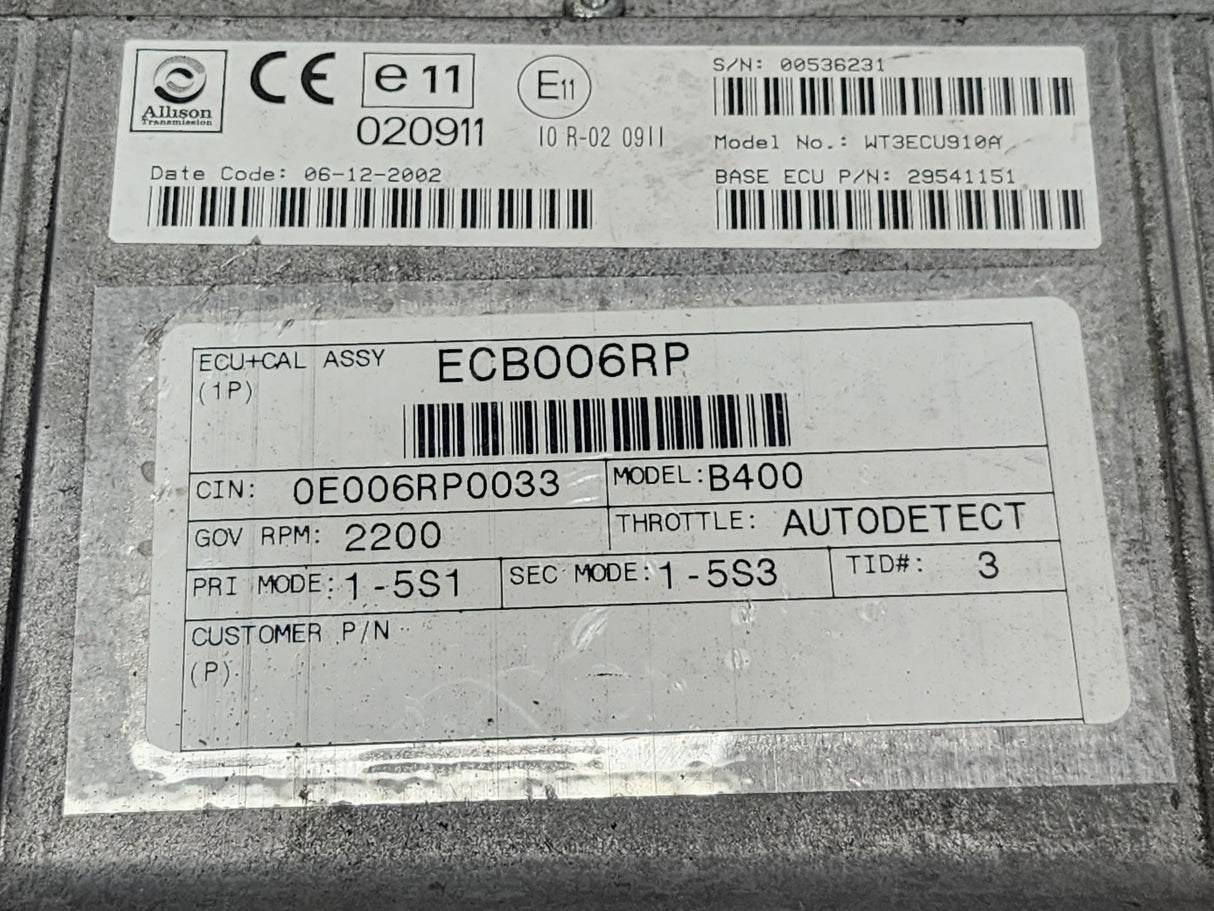 Allison
Transmission
CE
e 11
020911
E11
10 R-02 0911
Date Code: 06-12-2002
S/N: 00536231
Model No.: WT3ECU910A
BASE ECU P/N: 29541151
ECU+CAL ASSY ECB006RP
(1P)
CIN: 0E006RP0033 MODEL: B400
GOV RPM: 2200 THROTTLE: AUTODETECT
PRI MODE: 1-5S1 SEC MODE: 1-5S3 TID#: 3
CUSTOMER P/N
(P)